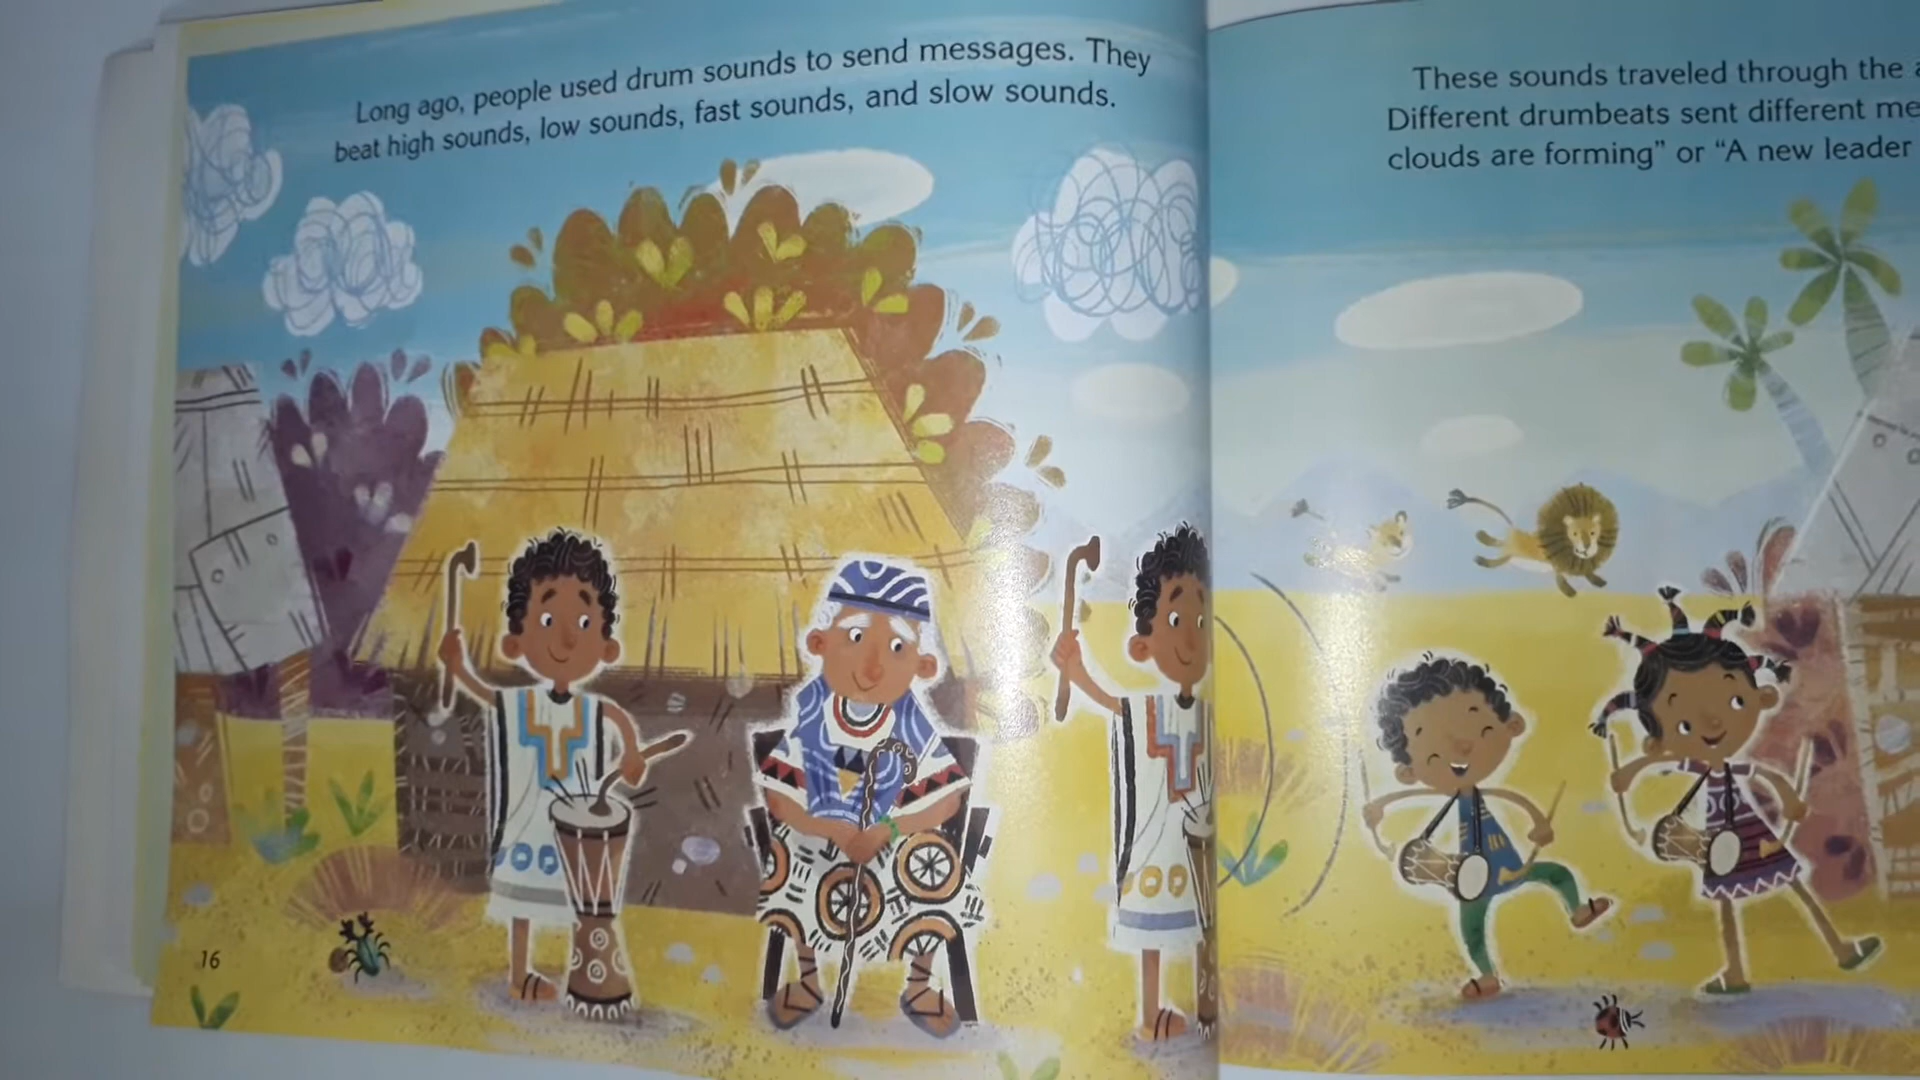 Long ago, people used drum sounds to send messages. They
beat high sounds, low sounds, fast sounds, and slow sounds.
16
These sounds traveled through the
Different drumbeats sent different
clouds are forming” or “A new leader